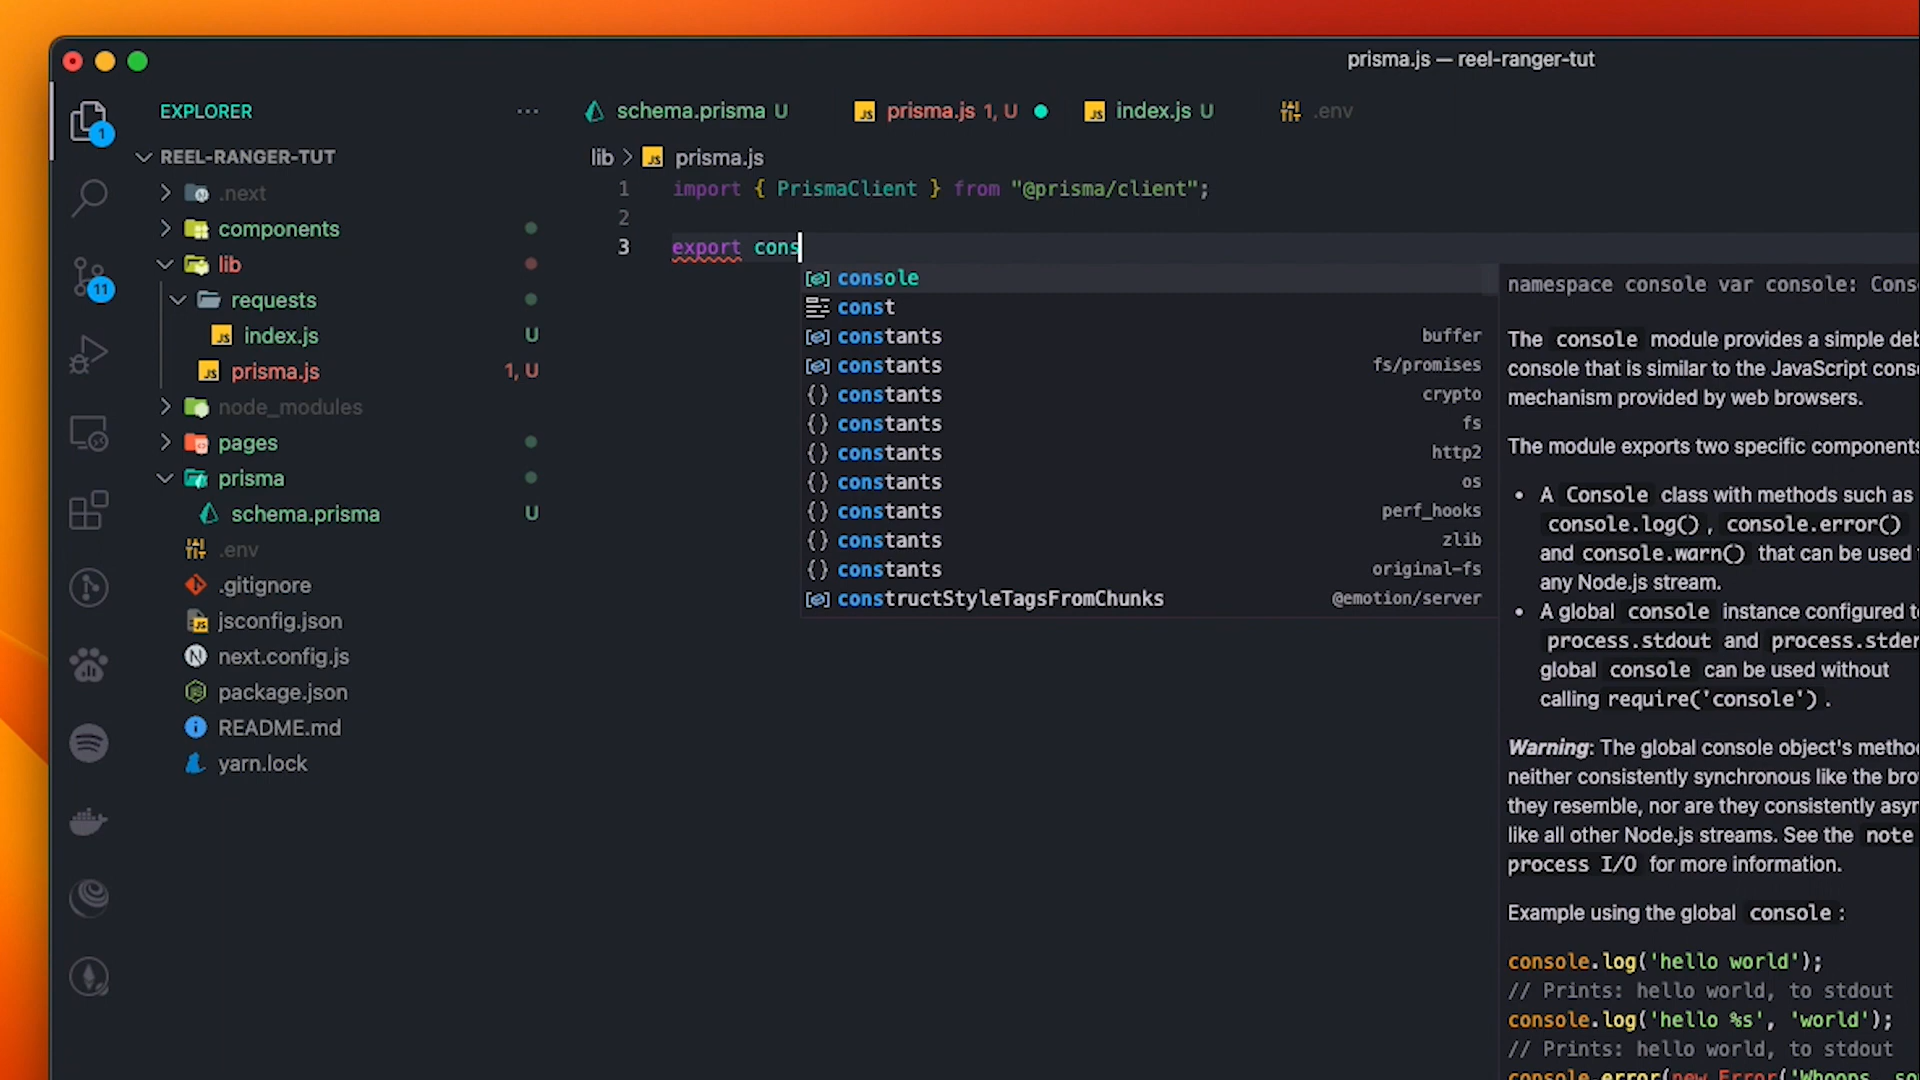 prisma.js — reel-ranger-tut
EXPLORER
schema.prisma U
prisma.js 1, U
index.js U
.env
1
REEL-RANGER-TUT
.next
components
lib
requests
index.js U
prisma.js 1, U
node_modules
pages
prisma
schema.prisma U
.env
.gitignore
jsconfig.json
next.config.js
package.json
README.md
yarn.lock
11
lib > prisma.js
1 import { PrismaClient } from "@prisma/client";
2
3 export cons
console
const
constants buffer
constants fs/promises
constants crypto
constants fs
constants http2
constants os
constants perf_hooks
constants zlib
constants original-fs
constructStyleTagsFromChunks @emotion/server
namespace console var console: Cons
The console module provides a simple deb
console that is similar to the JavaScript cons
mechanism provided by web browsers.
The module exports two specific components
• A Console class with methods such as
console.log(), console.error()
and console.warn() that can be used
any Node.js stream.
• A global console instance configured t
process.stdout and process.stder
global console can be used without
calling require('console').
Warning: The global console object's metho
neither consistently synchronous like the bro
they resemble, nor are they consistently asyn
like all other Node.js streams. See the note
process I/O for more information.
Example using the global console:
console.log('hello world');
// Prints: hello world, to stdout
console.log('hello %s', 'world');
// Prints: hello world, to stdout
console.error(new Error('Whoops, so